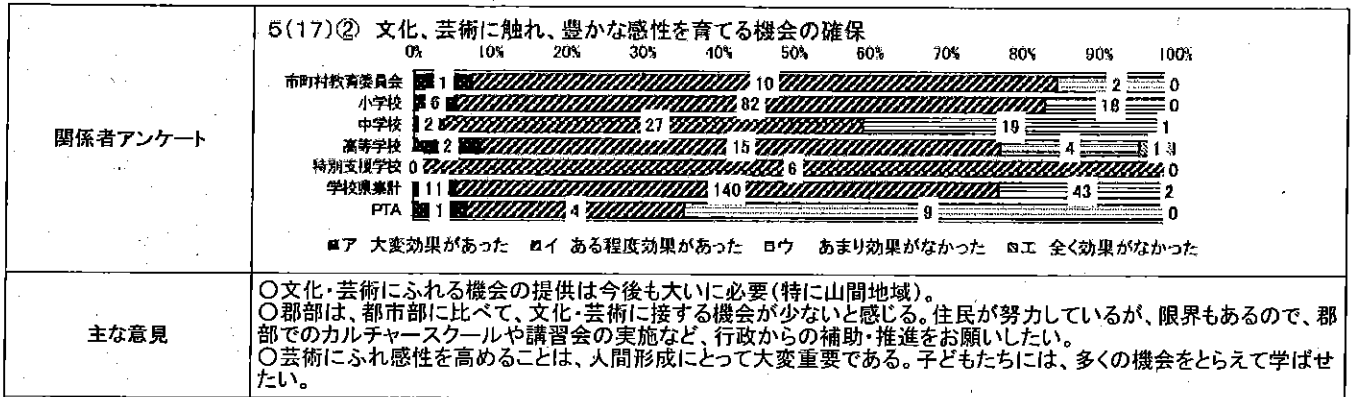 5(17)② 文化、芸術に触れ、豊かな感性を育てる機会の確保
0% 10% 20% 30% 40% 50% 60% 70% 80% 90% 100%
市町村教育委員会 1 10 2 0
小学校 6 82 18 0
中学校 2 27 19 1
関係者アンケート
高等学校 2 15 4 1
特別支援学校 0 6 0
学校県集計 11 140 43 2
PTA 1 4 9 0
ア 大変効果があった イ ある程度効果があった ウ あまり効果がなかった エ 全く効果がなかった
主な意見
○文化・芸術にふれる機会の提供は今後も大いに必要(特に山間地域)。
○郡部は、都市部に比べて、文化・芸術に接する機会が少ないと感じる。住民が努力しているが、限界もあるので、郡
部でのカルチャースクールや講習会の実施など、行政からの補助・推進をお願いしたい。
○芸術にふれ感性を高めることは、人間形成にとって大変重要である。子どもたちには、多くの機会をとらえて学ばせ
たい。